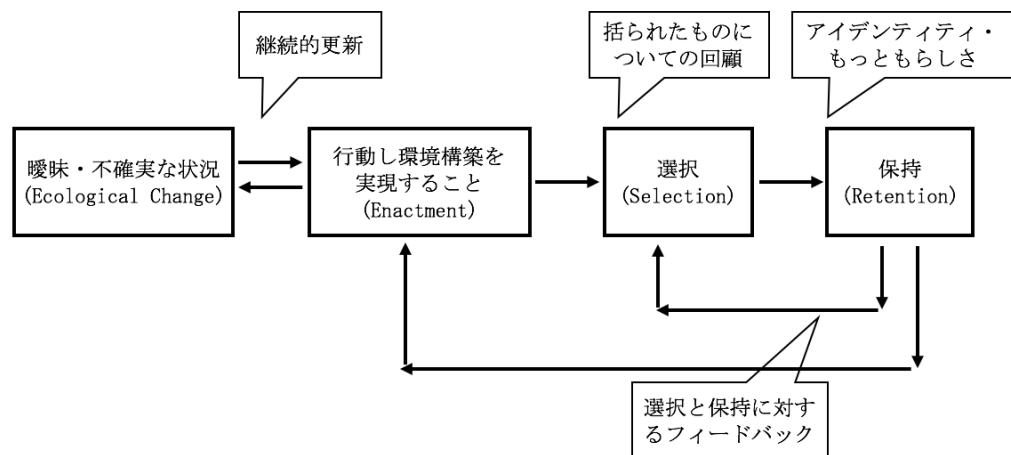 継続的更新
括られたものに
ついての回顧
アイデンティティ・
もっともらしさ
曖昧・不確実な状況
(Ecological Change)
行動し環境構築を
実現すること
(Enactment)
選択
(Selection)
保持
(Retention)
選択と保持に対す
るフィードバック